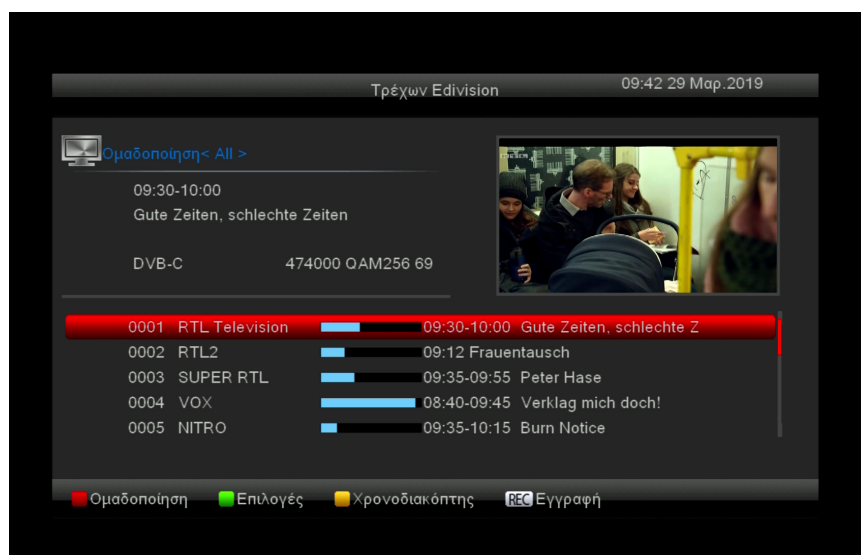 Τρέχων Edivision
09:42 29 Μαρ.2019
Ομαδοποίηση< All >
09:30-10:00
Gute Zeiten, schlechte Zeiten
DVB-C 474000 QAM256 69
0001 RTL Television 09:30-10:00 Gute Zeiten, schlechte Z
0002 RTL2 09:12 Frauentausch
0003 SUPER RTL 09:35-09:55 Peter Hase
0004 VOX 08:40-09:45 Verklag mich doch!
0005 NITRO 09:35-10:15 Burn Notice
Ομαδοποίηση Επιλογές Χρονοδιακόπτης REC Εγγραφή